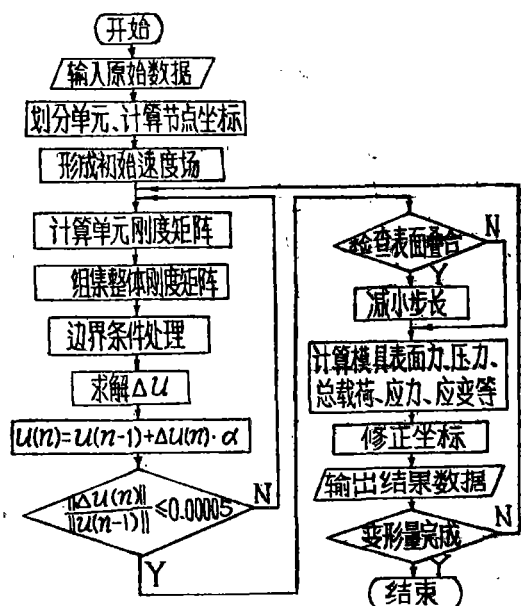 开始
输入原始数据
划分单元、计算节点坐标
形成初始速度场
计算单元刚度矩阵
组集整体刚度矩阵
边界条件处理
求解ΔU
U(n)=U(n-1)+ΔU(n)·α
||ΔU(n)||
||U(n-1)||
≤0.00005
N
Y
检查表面叠合
N
Y
减小步长
计算模具表面力、压力、
总载荷、应力、应变等
修正坐标
输出结果数据
变形量完成
N
Y
结束